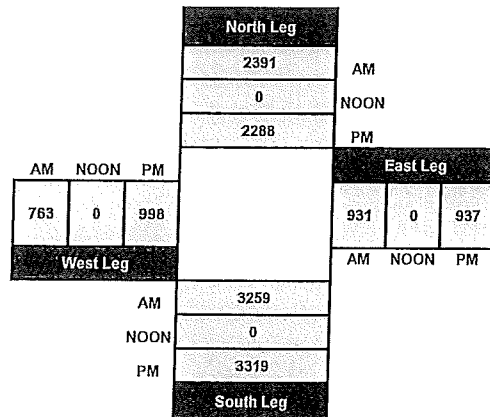 North Leg
2391 AM
0 NOON
2288 PM
AM NOON PM
East Leg
763 0 998
931 0 937
West Leg
AM NOON PM
AM 3259
NOON 0
PM 3319
South Leg